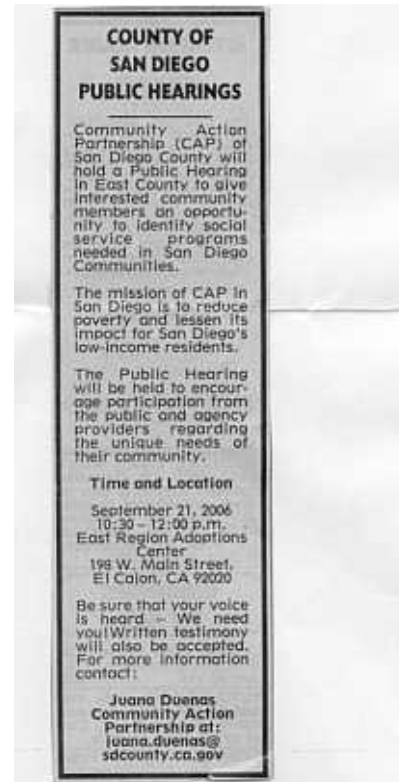 COUNTY OF
SAN DIEGO
PUBLIC HEARINGS
Community Action
Partnership (CAP) of
San Diego County will
hold a Public Hearing
in East County to give
interested community
members an opportu-
nity to identify social
service programs
needed in San Diego
Communities.
The mission of CAP in
San Diego is to reduce
poverty and lessen its
impact for San Diego's
low-income residents.
The Public Hearing
will be held to encour-
age participation from
the public and agency
providers regarding
the unique needs of
their community.
Time and Location
September 21, 2006
10:30 – 12:00 p.m.
East Region Adoptions
Center
198 W. Main Street,
El Cajon, CA 92020
Be sure that your voice
is heard – We need
you! Written testimony
will also be accepted.
For more information
contact:
Juana Duenas
Community Action
Partnership at:
juana.duenas@
sdcounty.ca.gov